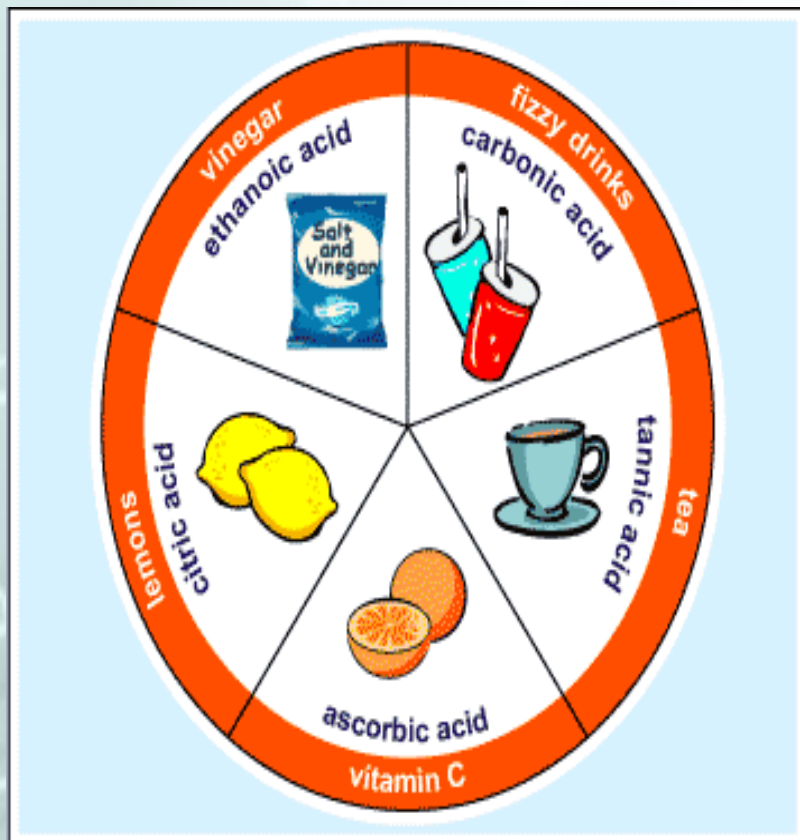 vinegar
ethanoic acid
Salt
and
Vinegar
fizzy drinks
carbonic acid
tea
tannic acid
vitamin C
ascorbic acid
lemons
citric acid